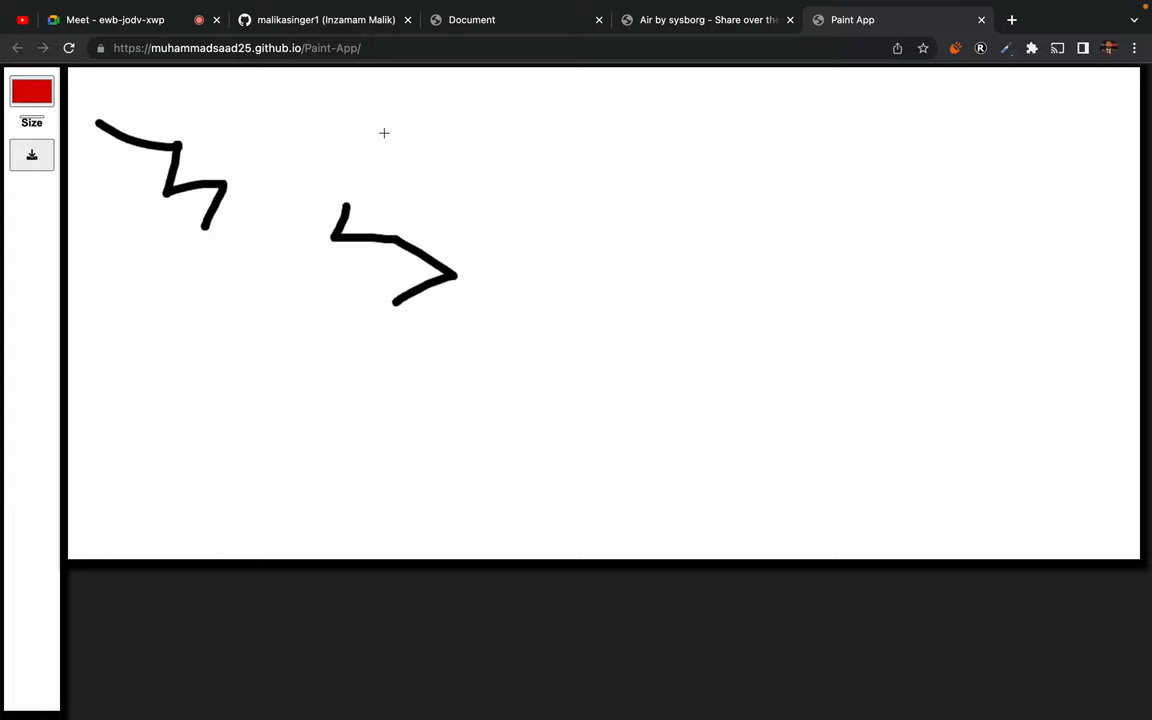 Meet - ewb-jodv-xwp
malikasinger1 (Inzamam Malik)
Document
Air by sysborg - Share over the
Paint App
https://muhammadsaad25.github.io/Paint-App/
R
Size